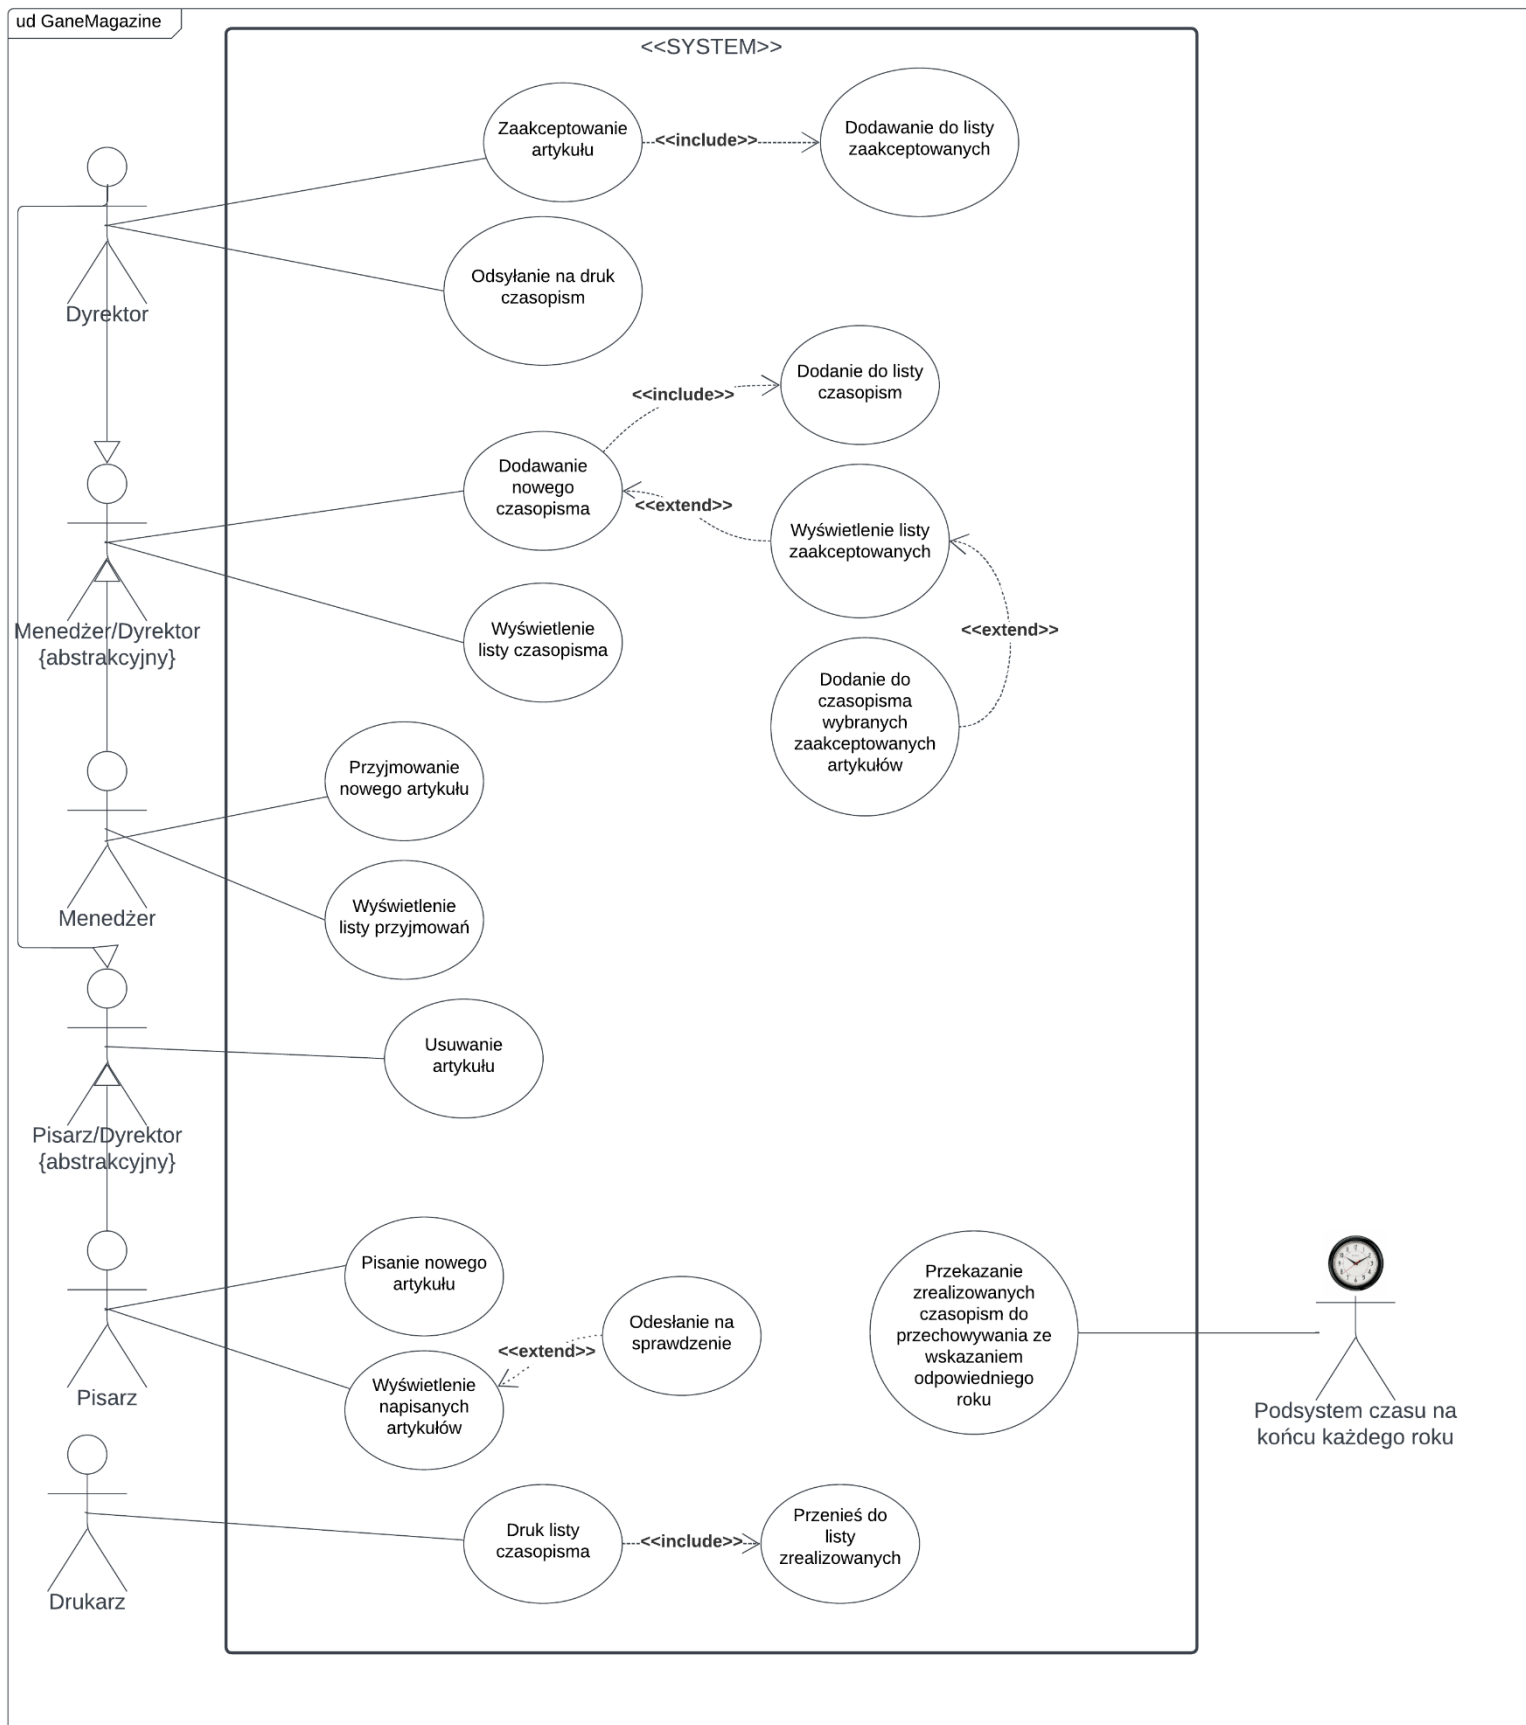 ud GaneMagazine
<<SYSTEM>>
Zaakceptowanie
artykułu
<<include>>
Dodawanie do listy
zaakceptowanych
Dyrektor
Odsyłanie na druk
czasopism
Dodanie do listy
czasopism
<<include>>
Dodawanie
nowego
czasopisma
<<extend>>
Wyświetlenie listy
zaakceptowanych
Menedżer/Dyrektor
{abstrakcyjny}
Wyświetlenie
listy czasopisma
<<extend>>
Dodanie do
czasopisma
wybranych
zaakceptowanych
artykułów
Przyjmowanie
nowego artykułu
Menedżer
Wyświetlenie
listy przyjmowań
Usuwanie
artykułu
Pisarz/Dyrektor
{abstrakcyjny}
Pisanie nowego
artykułu
Odesłanie na
sprawdzenie
<<extend>>
Wyświetlenie
napisanych
artykułów
Pisarz
Przekazanie
zrealizowanych
czasopism do
przechowywania ze
wskazaniem
odpowiedniego
roku
Podsystem czasu na
końcu każdego roku
Druk listy
czasopisma
<<include>>
Przenieś do
listy
zrealizowanych
Drukarz